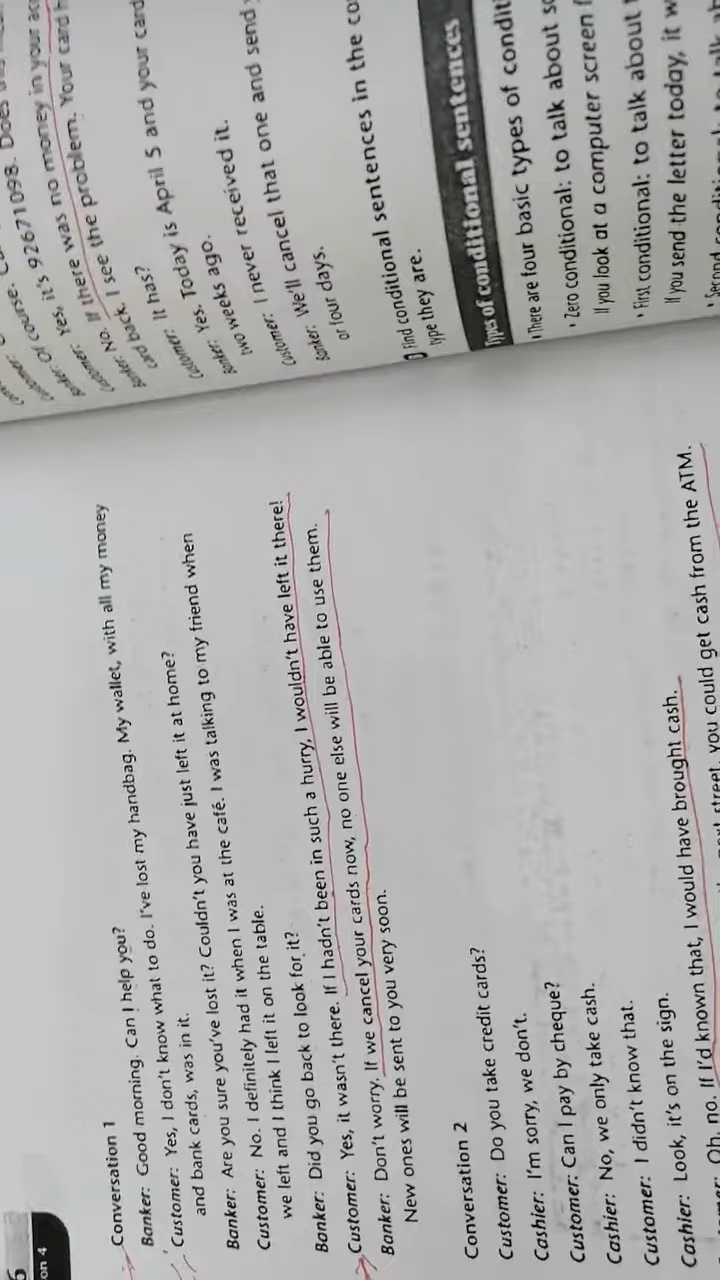 6
on 4
Conversation 1
Banker: Good morning. Can I help you?
Customer: Yes, I don't know what to do. I've lost my handbag. My wallet, with all my money
and bank cards, was in it.
Banker: Are you sure you've lost it? Couldn't you have just left it at home?
Customer: No. I definitely had it when I was at the café. I was talking to my friend when
we left and I think I left it on the table.
Banker: Did you go back to look for it?
Customer: Yes, it wasn't there. If I hadn't been in such a hurry, I wouldn't have left it there!
Banker: Don't worry. If we cancel your cards now, no one else will be able to use them.
New ones will be sent to you very soon.
Conversation 2
Customer: Do you take credit cards?
Cashier: I'm sorry, we don't.
Customer: Can I pay by cheque?
Cashier: No, we only take cash.
Customer: I didn't know that.
Cashier: Look, it's on the sign.
Oh, no. If I'd known that, I would have brought cash.
street, you could get cash from the ATM.
Customer:
Banker: Of course.
Customer: Yes, it's 92671098. Does
Banker: No. If there was no money in your
Customer: I see the problem. Your card
card back.
Customer: It has?
Banker: Yes. Today is April 5 and your card
two weeks ago.
Customer: I never received it.
Banker: We'll cancel that one and send
or four days.
Find conditional sentences in the
type they are.
Types of conditional sentences
There are four basic types of
• Zero conditional: to talk about
If you look at a computer screen
• First conditional: to talk about
If you send the letter today, it
• Second